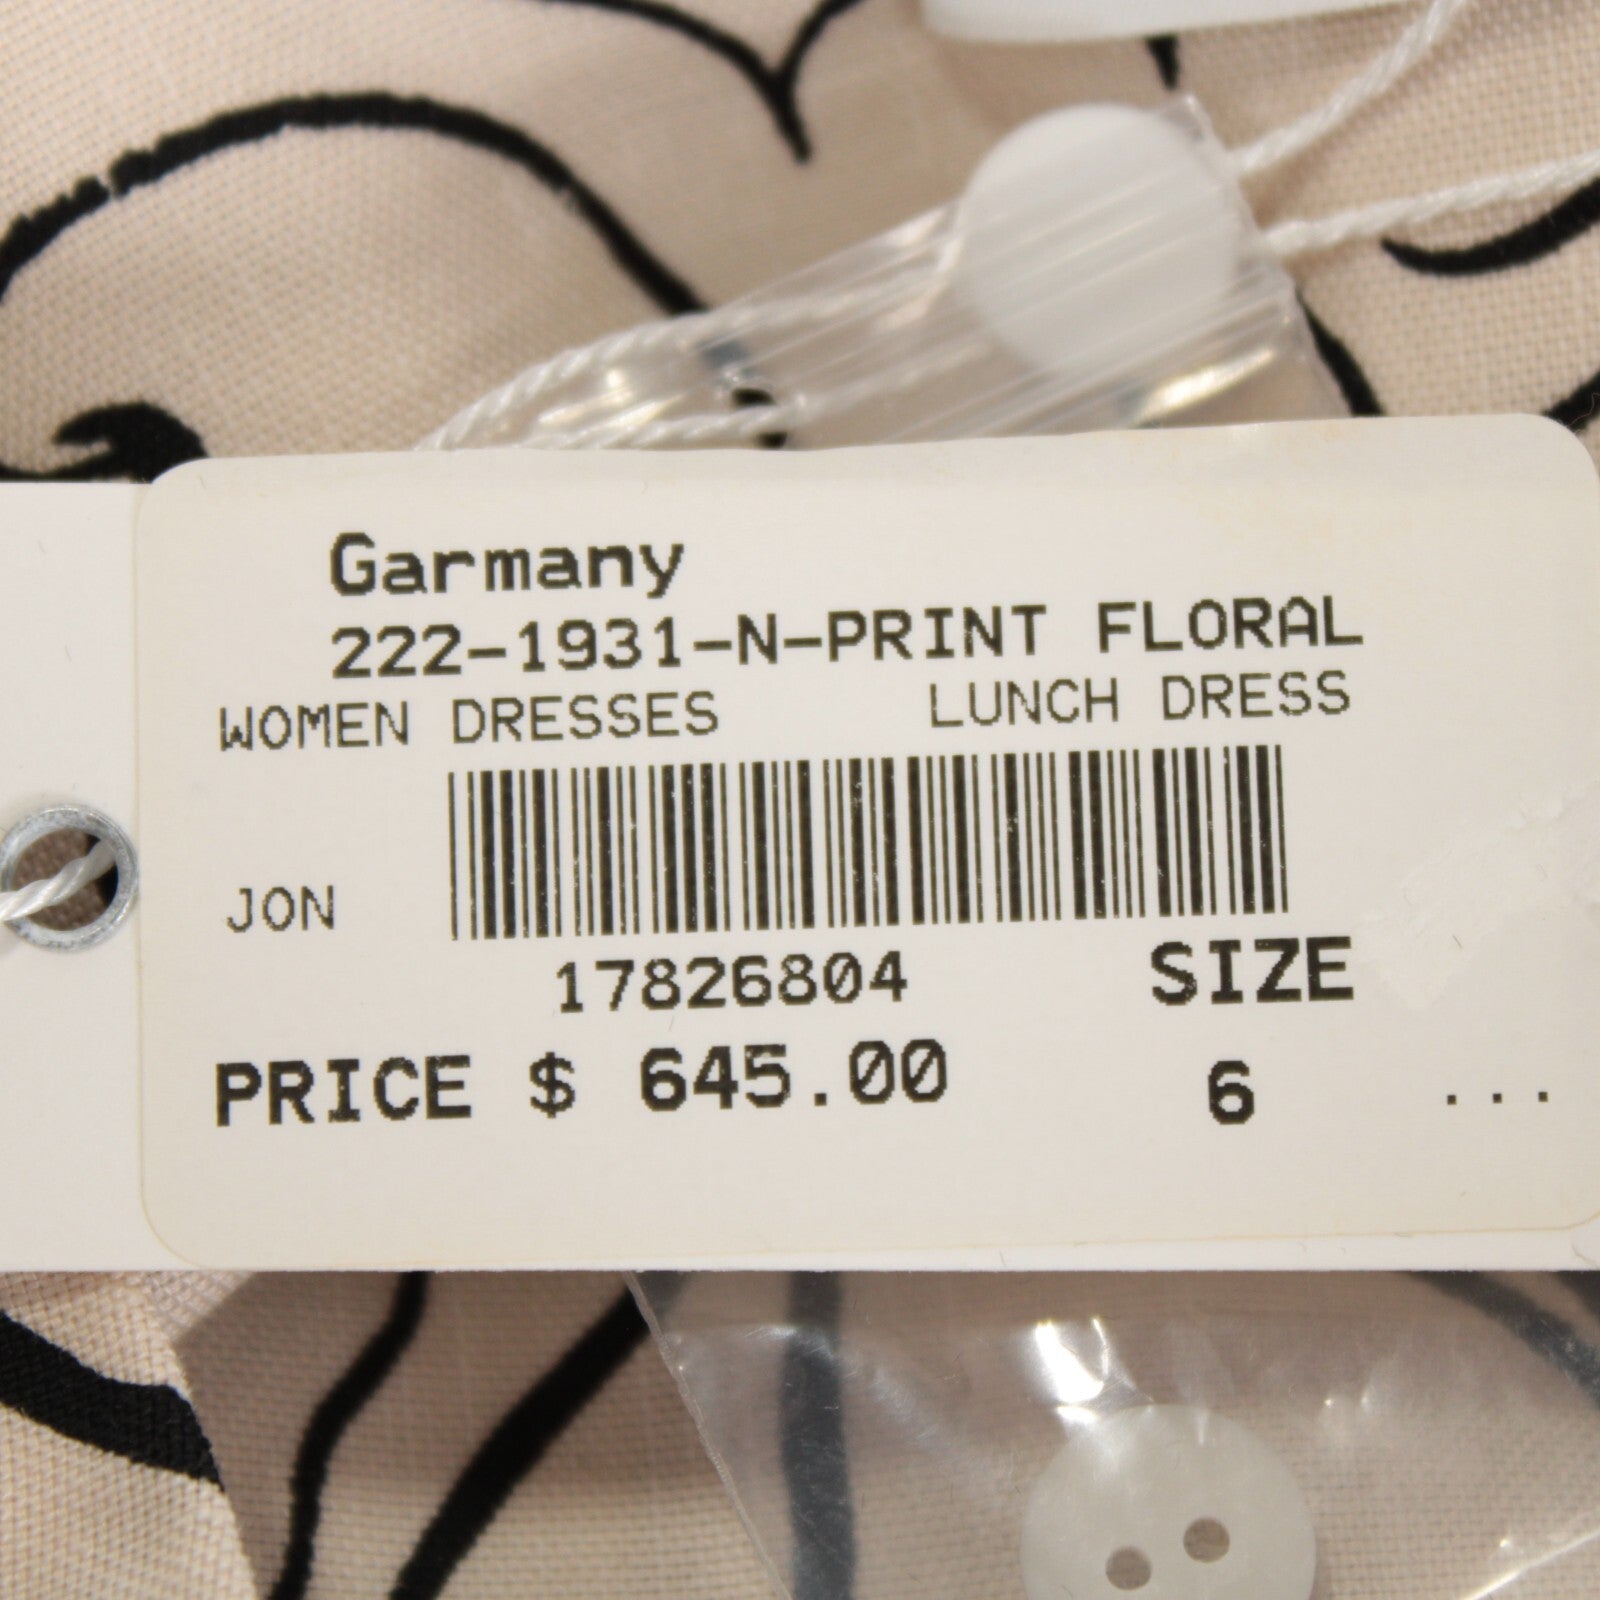 Garmany
222-1931-N-PRINT FLORAL
WOMEN DRESSES LUNCH DRESS
JON
17826804 SIZE
PRICE $ 645.00 6 ...